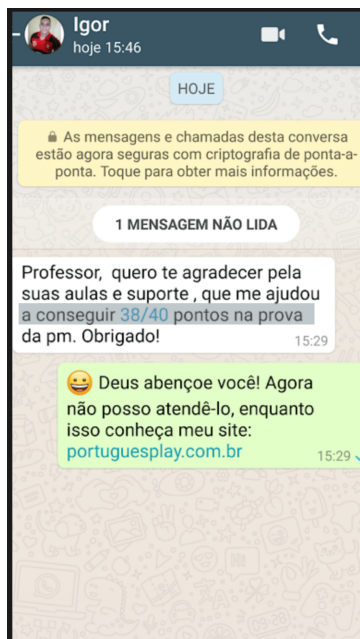 Igor
hoje 15:46
HOJE
As mensagens e chamadas desta conversa
estão agora seguras com criptografia de ponta-a-
ponta. Toque para obter mais informações.
1 MENSAGEM NÃO LIDA
Professor, quero te agradecer pela
suas aulas e suporte , que me ajudou
a conseguir 38/40 pontos na prova
da pm. Obrigado!
15:29
Deus abençoe você! Agora
não posso atendê-lo, enquanto
isso conheça meu site:
portuguesplay.com.br
15:29